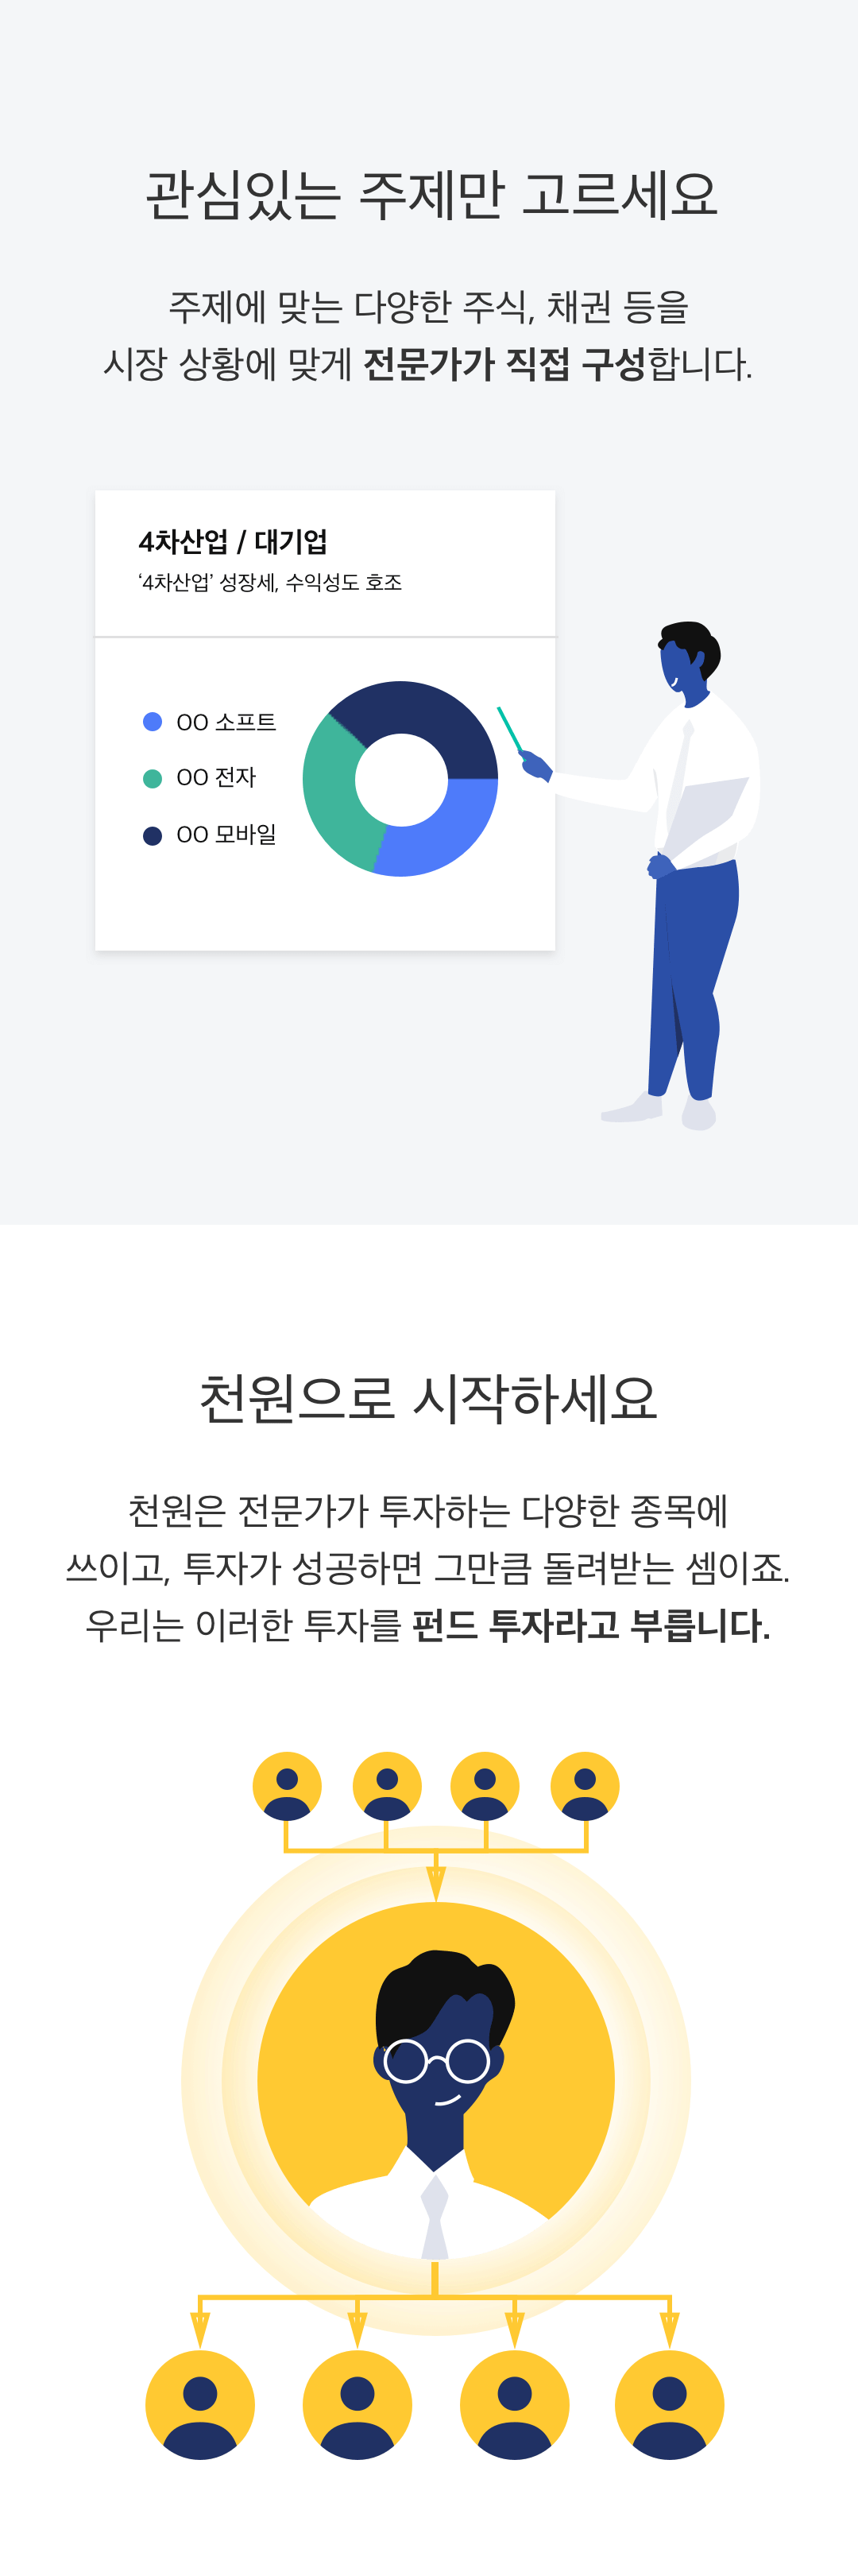 관심있는 주제만 고르세요
주제에 맞는 다양한 주식, 채권 등을
시장 상황에 맞게 전문가가 직접 구성합니다.
4차산업 / 대기업
‘4차산업’ 성장세, 수익성도 호조
OO 소프트
OO 전자
OO 모바일
천원으로 시작하세요
천원은 전문가가 투자하는 다양한 종목에
쓰이고, 투자가 성공하면 그만큼 돌려받는 셈이죠.
우리는 이러한 투자를 펀드 투자라고 부릅니다.